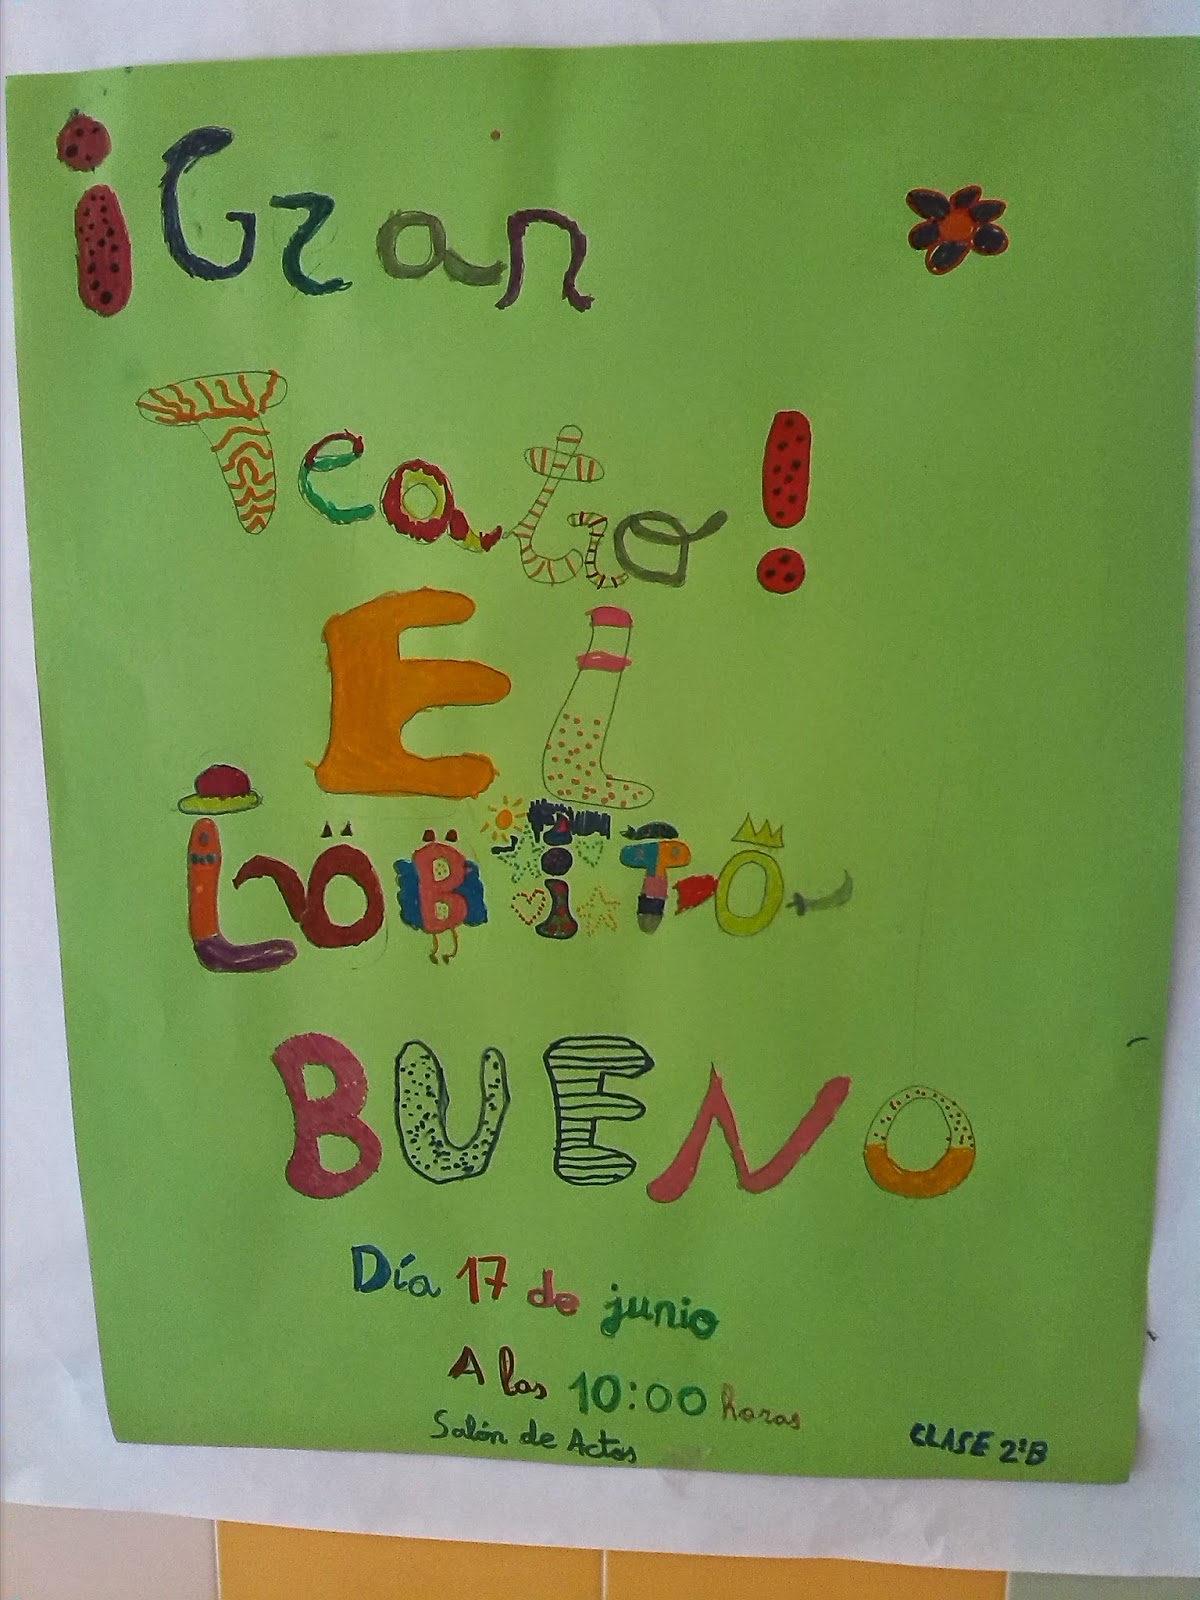 ¡Gran
Teatro!
El
LOBITO
BUENO
Día 17 de junio
A las 10:00 horas
Salón de Actos
CLASE 2ºB